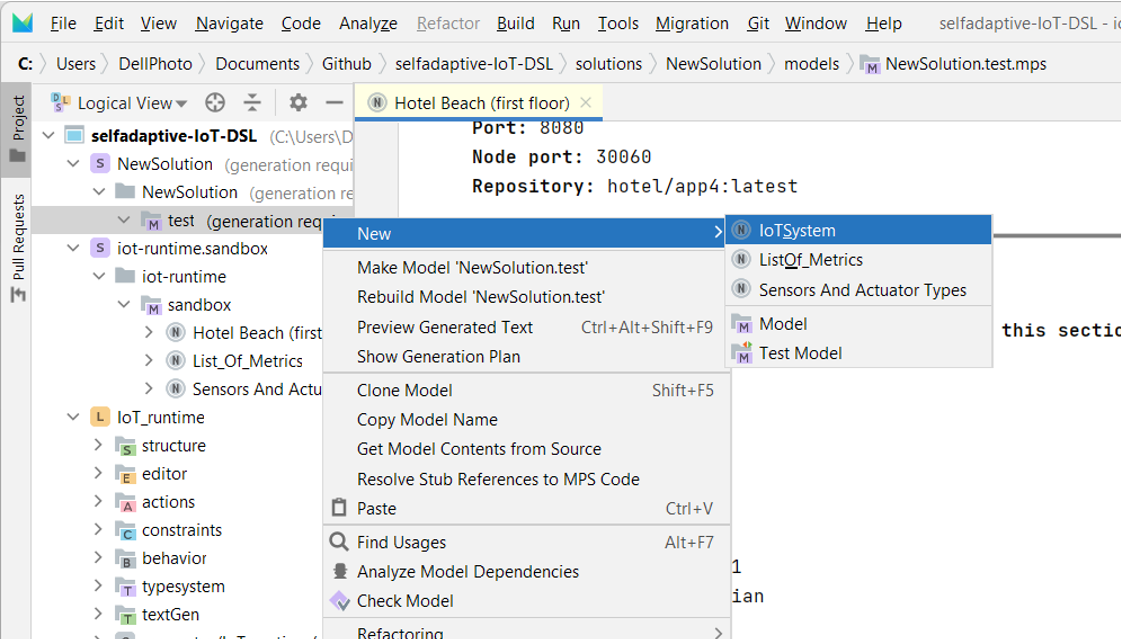 File Edit View Navigate Code Analyze Refactor Build Run Tools Migration Git Window Help selfadaptive-IoT-DSL -
C: Users DellPhoto Documents Github selfadaptive-IoT-DSL solutions NewSolution models NewSolution.test.mps
Project
Pull Requests
Logical View
Hotel Beach (first floor)
selfadaptive-IoT-DSL (C:\Users\D
NewSolution (generation requi
NewSolution (generation re
test (generation requ
iot-runtime.sandbox
iot-runtime
sandbox
Hotel Beach (first
List_Of_Metrics
Sensors And Actu
IoT_runtime
structure
editor
actions
constraints
behavior
typesystem
textGen
Port: 8080
Node port: 30060
Repository: hotel/app4:latest
this sectio
1
ian
New
Make Model 'NewSolution.test'
Rebuild Model 'NewSolution.test'
Preview Generated Text Ctrl+Alt+Shift+F9
Show Generation Plan
Clone Model Shift+F5
Copy Model Name
Get Model Contents from Source
Resolve Stub References to MPS Code
Paste Ctrl+V
Find Usages Alt+F7
Analyze Model Dependencies
Check Model
Refactoring
IoTSystem
ListOf_Metrics
Sensors And Actuator Types
Model
Test Model